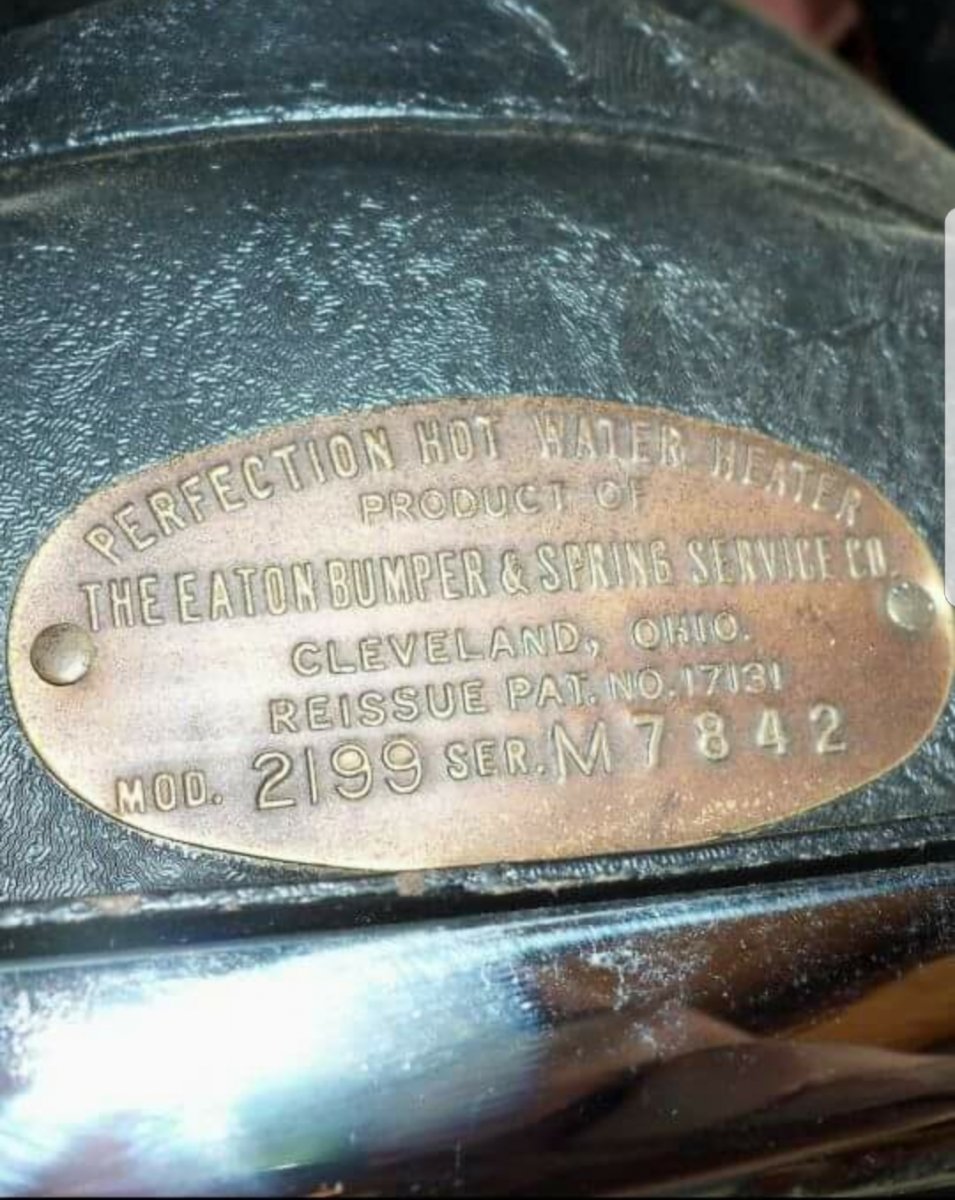 PERFECTION HOT WATER HEATER
PRODUCT OF
THE EATON BUMPER & SPRING SERVICE CO.
CLEVELAND, OHIO.
REISSUE PAT. NO. 17131
MOD. 2199 SER. M7842